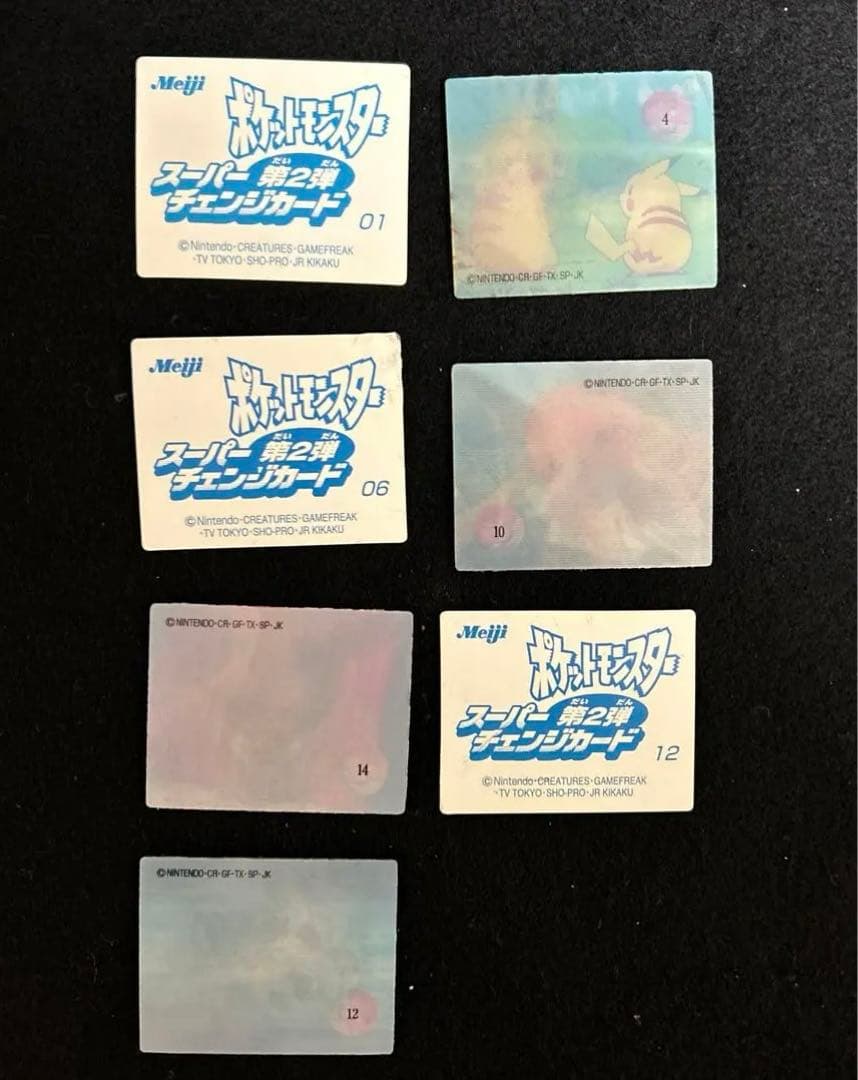 Meiji
ポケットモンスター
だい だん
スーパー 第2弾
チェンジカード 01
©Nintendo・CREATURES・GAMEFREAK
・TV TOKYO・SHO-PRO・JR KIKAKU
4
©NINTENDO・CR・GF・TX・SP・JK
Meiji
ポケットモンスター
だい だん
スーパー 第2弾
チェンジカード 06
©Nintendo・CREATURES・GAMEFREAK
・TV TOKYO・SHO-PRO・JR KIKAKU
©NINTENDO・CR・GF・TX・SP・JK
10
©NINTENDO・CR・GF・TX・SP・JK
14
Meiji
ポケットモンスター
だい だん
スーパー 第2弾
チェンジカード 12
©Nintendo・CREATURES・GAMEFREAK
・TV TOKYO・SHO-PRO・JR KIKAKU
©NINTENDO・CR・GF・TX・SP・JK
12